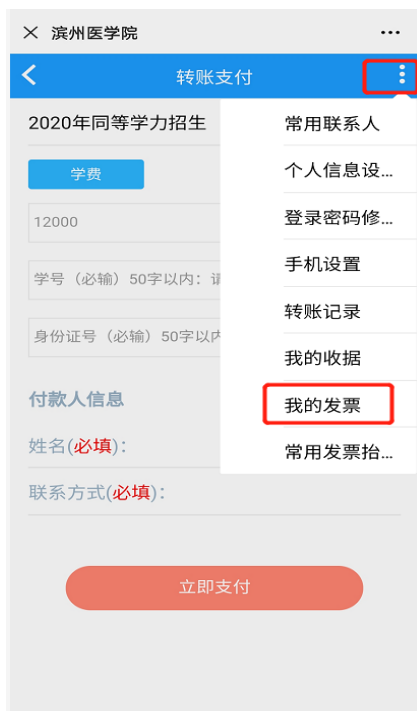 滨州医学院
转账支付
2020年同等学力招生
学费
12000
学号（必输）50字以内：请
身份证号（必输）50字以内
付款人信息
姓名(必填):
联系方式(必填):
立即支付
常用联系人
个人信息设...
登录密码修...
手机设置
转账记录
我的收据
我的发票
常用发票抬...